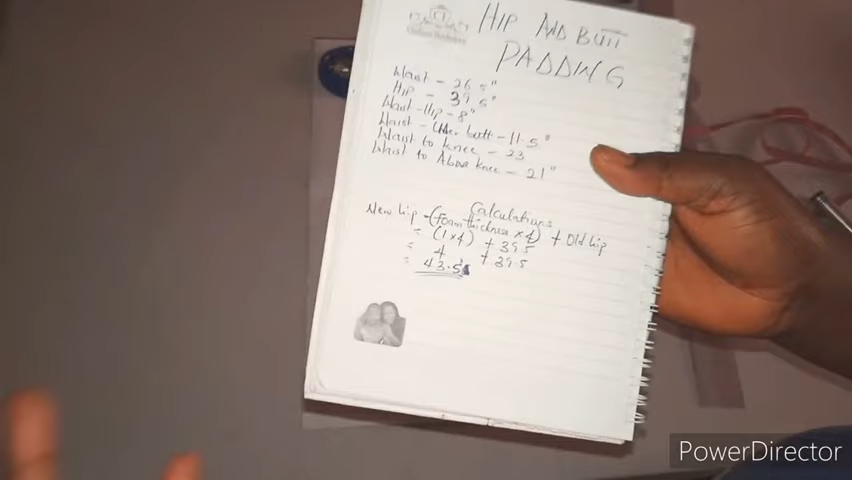 HIP AND BUTT
PADDING
Waist - 26.5"
Hip - 39.5"
Waist - Hip - 8"
Waist - Under butt - 11.5"
Waist to knee - 23
Waist to Above knee - 21"
Calculations
New hip = (Foam thickness × 4) + Old hip
= (1 × 4) + 39.5
= 4 + 39.5
= 43.5
PowerDirector